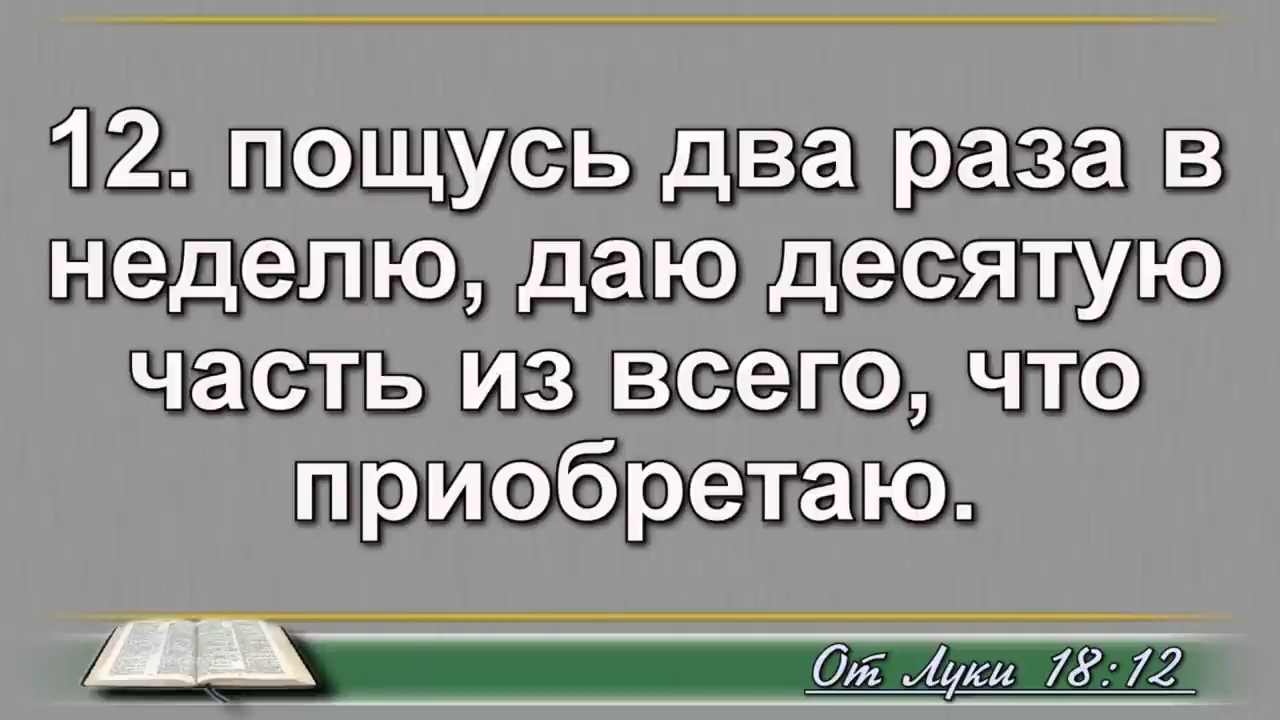 12. пощусь два раза в
неделю, даю десятую
часть из всего, что
приобретаю.
От Луки 18:12